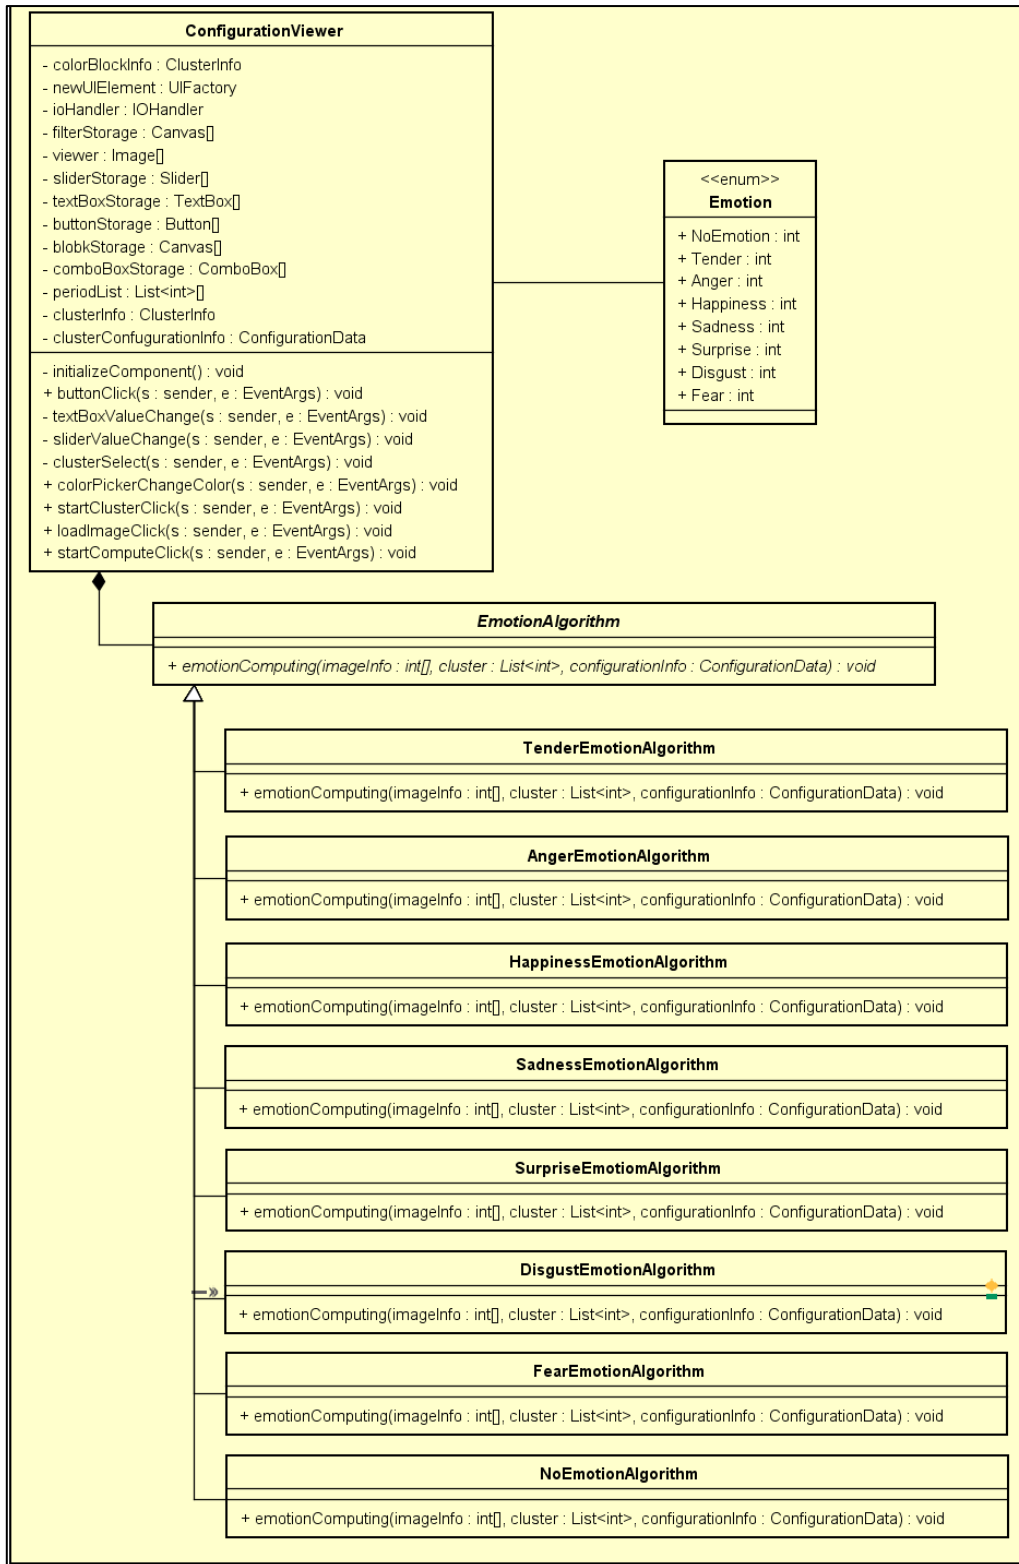 ConfigurationViewer
- colorBlockInfo : ClusterInfo
- newUIElement : UIFactory
- ioHandler : IOHandler
- filterStorage : Canvas[]
- viewer : Image[]
- sliderStorage : Slider[]
- textBoxStorage : TextBox[]
- buttonStorage : Button[]
- blobkStorage : Canvas[]
- comboBoxStorage : ComboBox[]
- periodList : List<int>[]
- clusterInfo : ClusterInfo
- clusterConfugurationInfo : ConfigurationData
- initializeComponent() : void
+ buttonClick(s : sender, e : EventArgs) : void
- textBoxValueChange(s : sender, e : EventArgs) : void
- sliderValueChange(s : sender, e : EventArgs) : void
- clusterSelect(s : sender, e : EventArgs) : void
+ colorPickerChangeColor(s : sender, e : EventArgs) : void
+ startClusterClick(s : sender, e : EventArgs) : void
+ loadImageClick(s : sender, e : EventArgs) : void
+ startComputeClick(s : sender, e : EventArgs) : void
<<enum>>
Emotion
+ NoEmotion : int
+ Tender : int
+ Anger : int
+ Happiness : int
+ Sadness : int
+ Surprise : int
+ Disgust : int
+ Fear : int
EmotionAlgorithm
+ emotionComputing(imageInfo : int[], cluster : List<int>, configurationInfo : ConfigurationData) : void
TenderEmotionAlgorithm
+ emotionComputing(imageInfo : int[], cluster : List<int>, configurationInfo : ConfigurationData) : void
AngerEmotionAlgorithm
+ emotionComputing(imageInfo : int[], cluster : List<int>, configurationInfo : ConfigurationData) : void
HappinessEmotionAlgorithm
+ emotionComputing(imageInfo : int[], cluster : List<int>, configurationInfo : ConfigurationData) : void
SadnessEmotionAlgorithm
+ emotionComputing(imageInfo : int[], cluster : List<int>, configurationInfo : ConfigurationData) : void
SurpriseEmotiomAlgorithm
+ emotionComputing(imageInfo : int[], cluster : List<int>, configurationInfo : ConfigurationData) : void
DisgustEmotionAlgorithm
+ emotionComputing(imageInfo : int[], cluster : List<int>, configurationInfo : ConfigurationData) : void
FearEmotionAlgorithm
+ emotionComputing(imageInfo : int[], cluster : List<int>, configurationInfo : ConfigurationData) : void
NoEmotionAlgorithm
+ emotionComputing(imageInfo : int[], cluster : List<int>, configurationInfo : ConfigurationData) : void